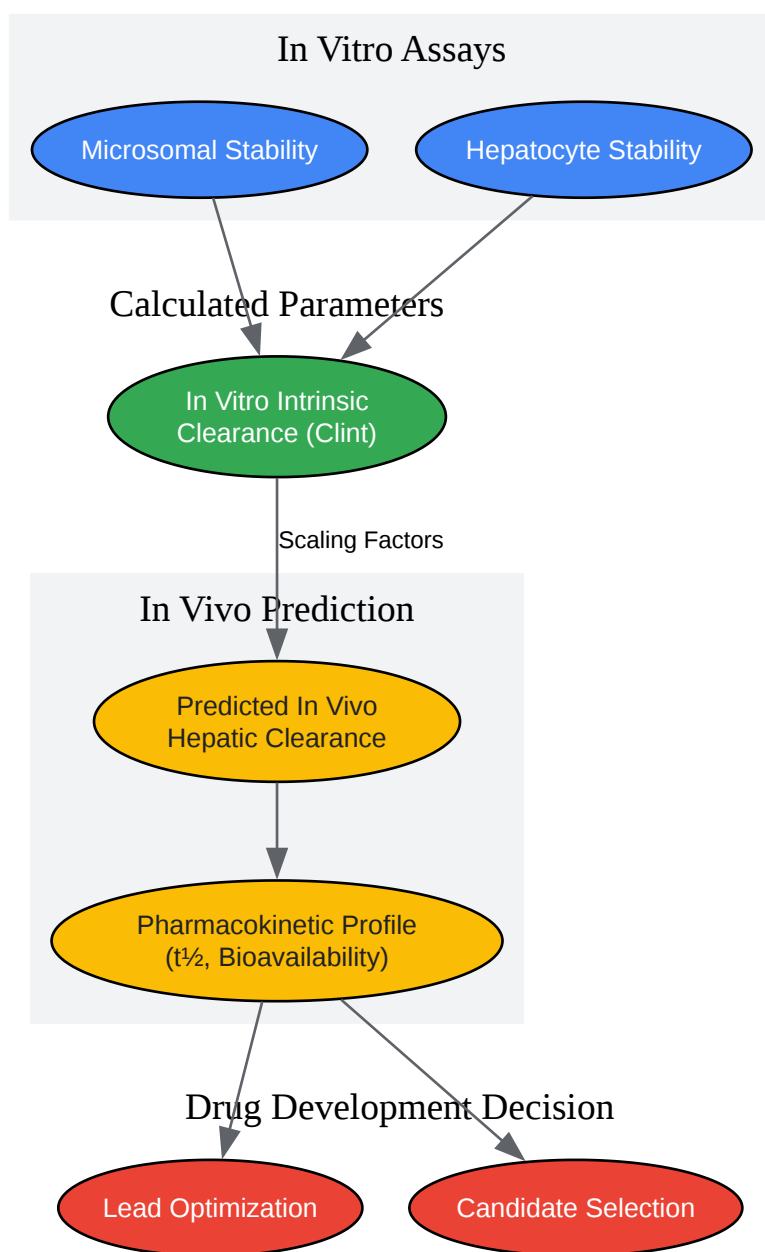 In Vitro Assays
Microsomal Stability
Hepatocyte Stability
Calculated Parameters
In Vitro Intrinsic
Clearance (Clint)
Scaling Factors
In Vivo Prediction
Predicted In Vivo
Hepatic Clearance
Pharmacokinetic Profile
(t½, Bioavailability)
Drug Development Decision
Lead Optimization
Candidate Selection